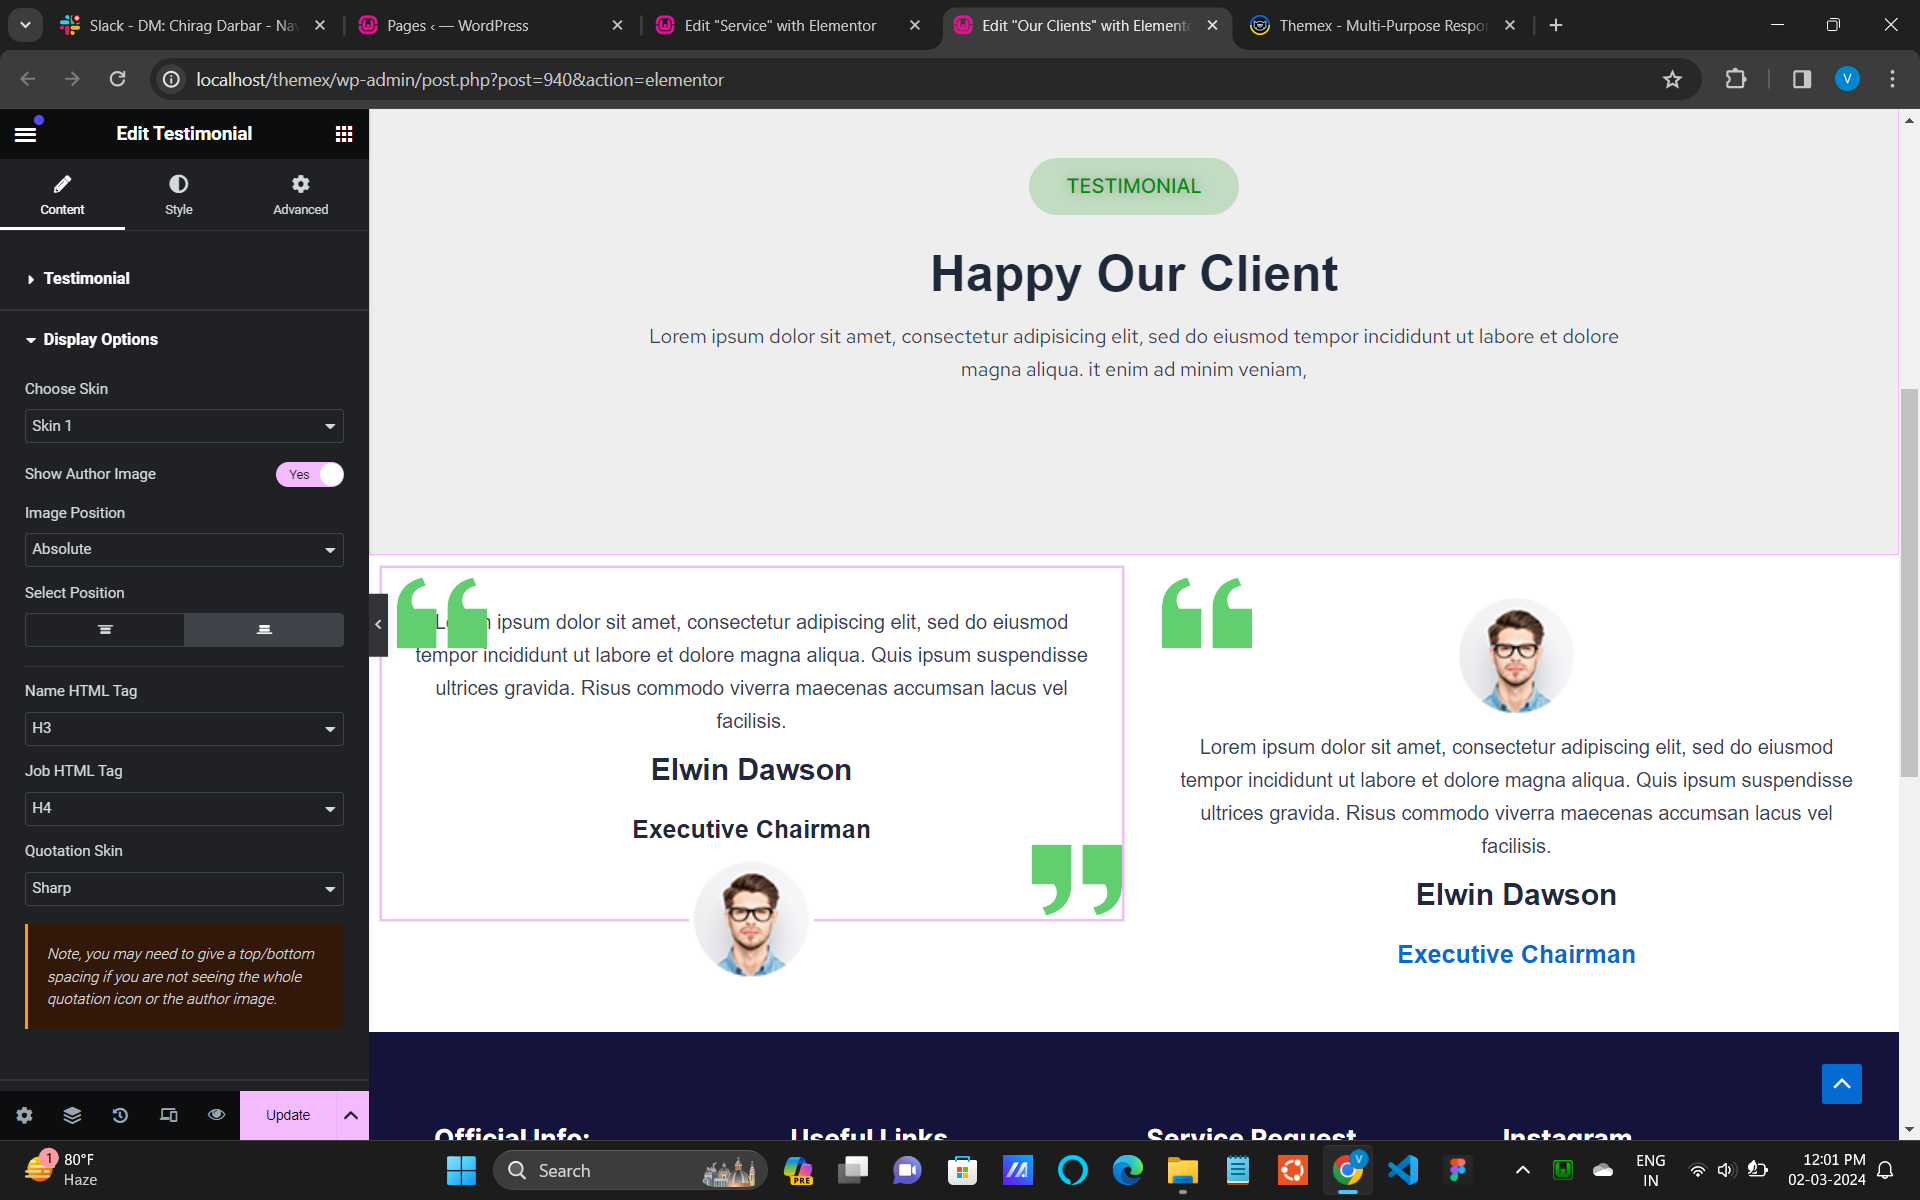 Slack - DM: Chirag Darbar - Na
Pages ‹ — WordPress
Edit "Service" with Elementor
Edit "Our Clients" with Element
Themex - Multi-Purpose Respo
localhost/themex/wp-admin/post.php?post=940&action=elementor
V
Edit Testimonial
Content
Style
Advanced
Testimonial
Display Options
Choose Skin
Skin 1
Show Author Image
Yes
Image Position
Absolute
Select Position
Name HTML Tag
H3
Job HTML Tag
H4
Quotation Skin
Sharp
Note, you may need to give a top/bottom
spacing if you are not seeing the whole
quotation icon or the author image.
Update
TESTIMONIAL
Happy Our Client
Lorem ipsum dolor sit amet, consectetur adipisicing elit, sed do eiusmod tempor incididunt ut labore et dolore
magna aliqua. it enim ad minim veniam,
ipsum dolor sit amet, consectetur adipiscing elit, sed do eiusmod
tempor incididunt ut labore et dolore magna aliqua. Quis ipsum suspendisse
ultrices gravida. Risus commodo viverra maecenas accumsan lacus vel
facilisis.
Elwin Dawson
Executive Chairman
Lorem ipsum dolor sit amet, consectetur adipiscing elit, sed do eiusmod
tempor incididunt ut labore et dolore magna aliqua. Quis ipsum suspendisse
ultrices gravida. Risus commodo viverra maecenas accumsan lacus vel
facilisis.
Elwin Dawson
Executive Chairman
Official Info:
Useful Links
Service Request
Instagram
1
80°F
Haze
Search
PRE
V
ENG
IN
12:01 PM
02-03-2024